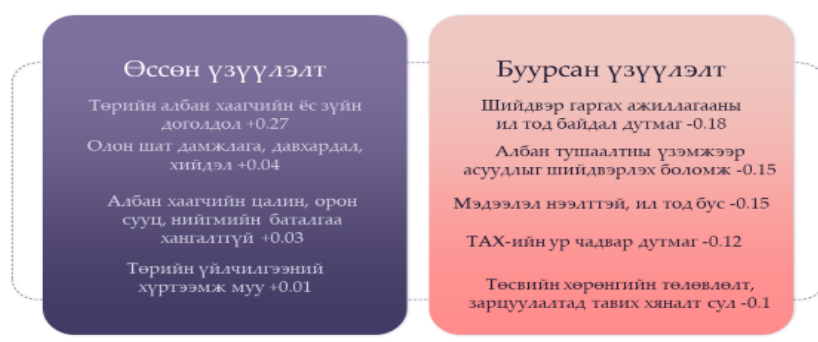 Өссөн үзүүлэлт
Төрийн албан хаагчийн ёс зүйн
доголдол +0.27
Олон шат дамжлага, давхардал,
хийдэл +0.04
Албан хаагчийн цалин, орон
сууц, нийгмийн баталгаа
хангалтгүй +0.03
Төрийн үйлчилгээний
хүртээмж муу +0.01
Буурсан үзүүлэлт
Шийдвэр гаргах ажиллагааны
ил тод байдал дутмаг -0.18
Албан тушаалтны үзэмжээр
асуудлыг шийдвэрлэх боломж -0.15
Мэдээлэл нээлттэй, ил тод бус -0.15
ТАХ-ийн ур чадвар дутмаг -0.12
Төсвийн хөрөнгийн төлөвлөлт,
зарцуулалтад тавих хяналт сул -0.1